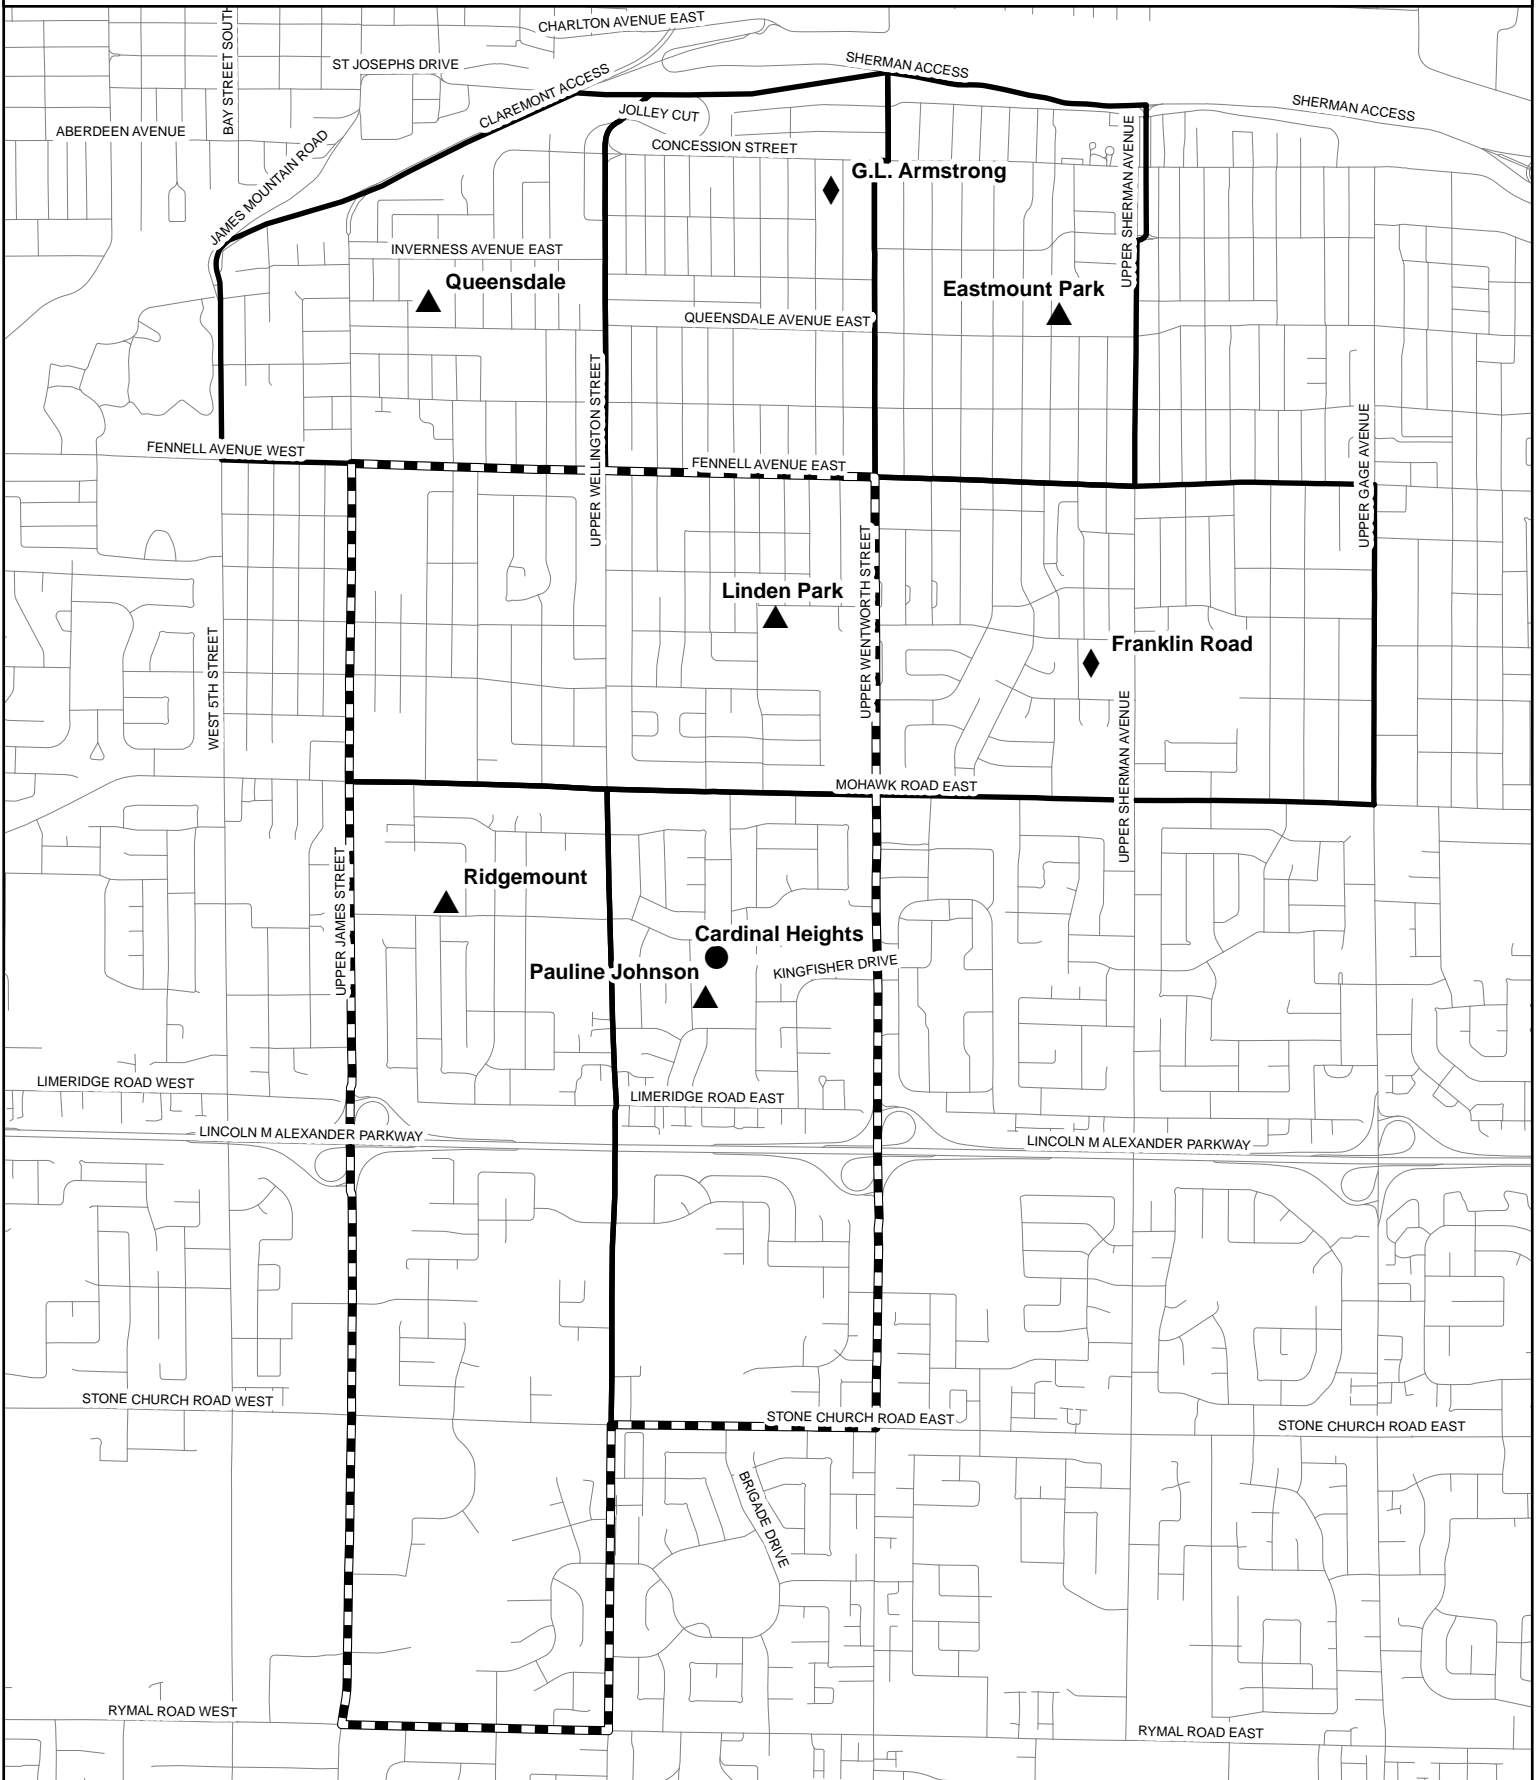 CHARLTON AVENUE EAST
BAY STREET SOUTH
ST JOSEPHS DRIVE
SHERMAN ACCESS
CLAREMONT ACCESS
SHERMAN ACCESS
JOLLEY CUT
ABERDEEN AVENUE
CONCESSION STREET
JAMES MOUNTAIN ROAD
UPPER SHERMAN AVENUE
G.L. Armstrong
INVERNESS AVENUE EAST
Queensdale
Eastmount Park
QUEENSDALE AVENUE EAST
UPPER WELLINGTON STREET
UPPER GAGE AVENUE
FENNELL AVENUE WEST
FENNELL AVENUE EAST
UPPER WENTWORTH STREET
Linden Park
Franklin Road
WEST 5TH STREET
UPPER SHERMAN AVENUE
MOHAWK ROAD EAST
UPPER JAMES STREET
Ridgemount
Cardinal Heights
Pauline Johnson
KINGFISHER DRIVE
LIMERIDGE ROAD WEST
LIMERIDGE ROAD EAST
LINCOLN M ALEXANDER PARKWAY
LINCOLN M ALEXANDER PARKWAY
STONE CHURCH ROAD WEST
STONE CHURCH ROAD EAST
STONE CHURCH ROAD EAST
BRIGADE DRIVE
RYMAL ROAD WEST
RYMAL ROAD EAST